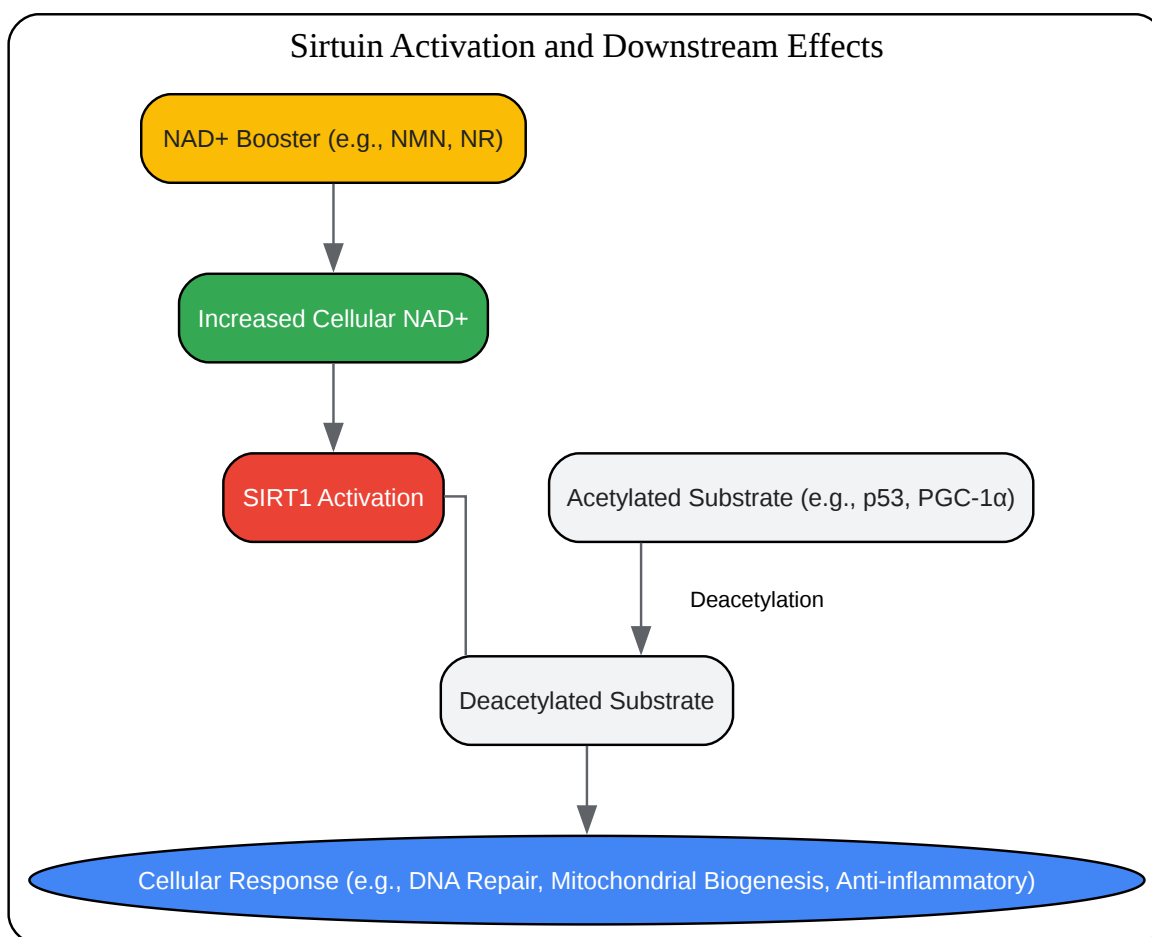 Sirtuin Activation and Downstream Effects
NAD+ Booster (e.g., NMN, NR)
Increased Cellular NAD+
SIRT1 Activation
Acetylated Substrate (e.g., p53, PGC-1α)
Deacetylation
Deacetylated Substrate
Cellular Response (e.g., DNA Repair, Mitochondrial Biogenesis, Anti-inflammatory)